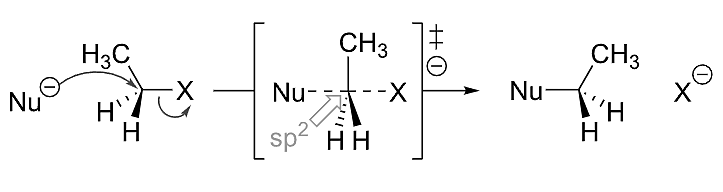 Nu⊖
H₃C
X
H
H
CH₃
Nu
X
sp²
H H
‡
⊖
Nu
CH₃
H
H
X⊖